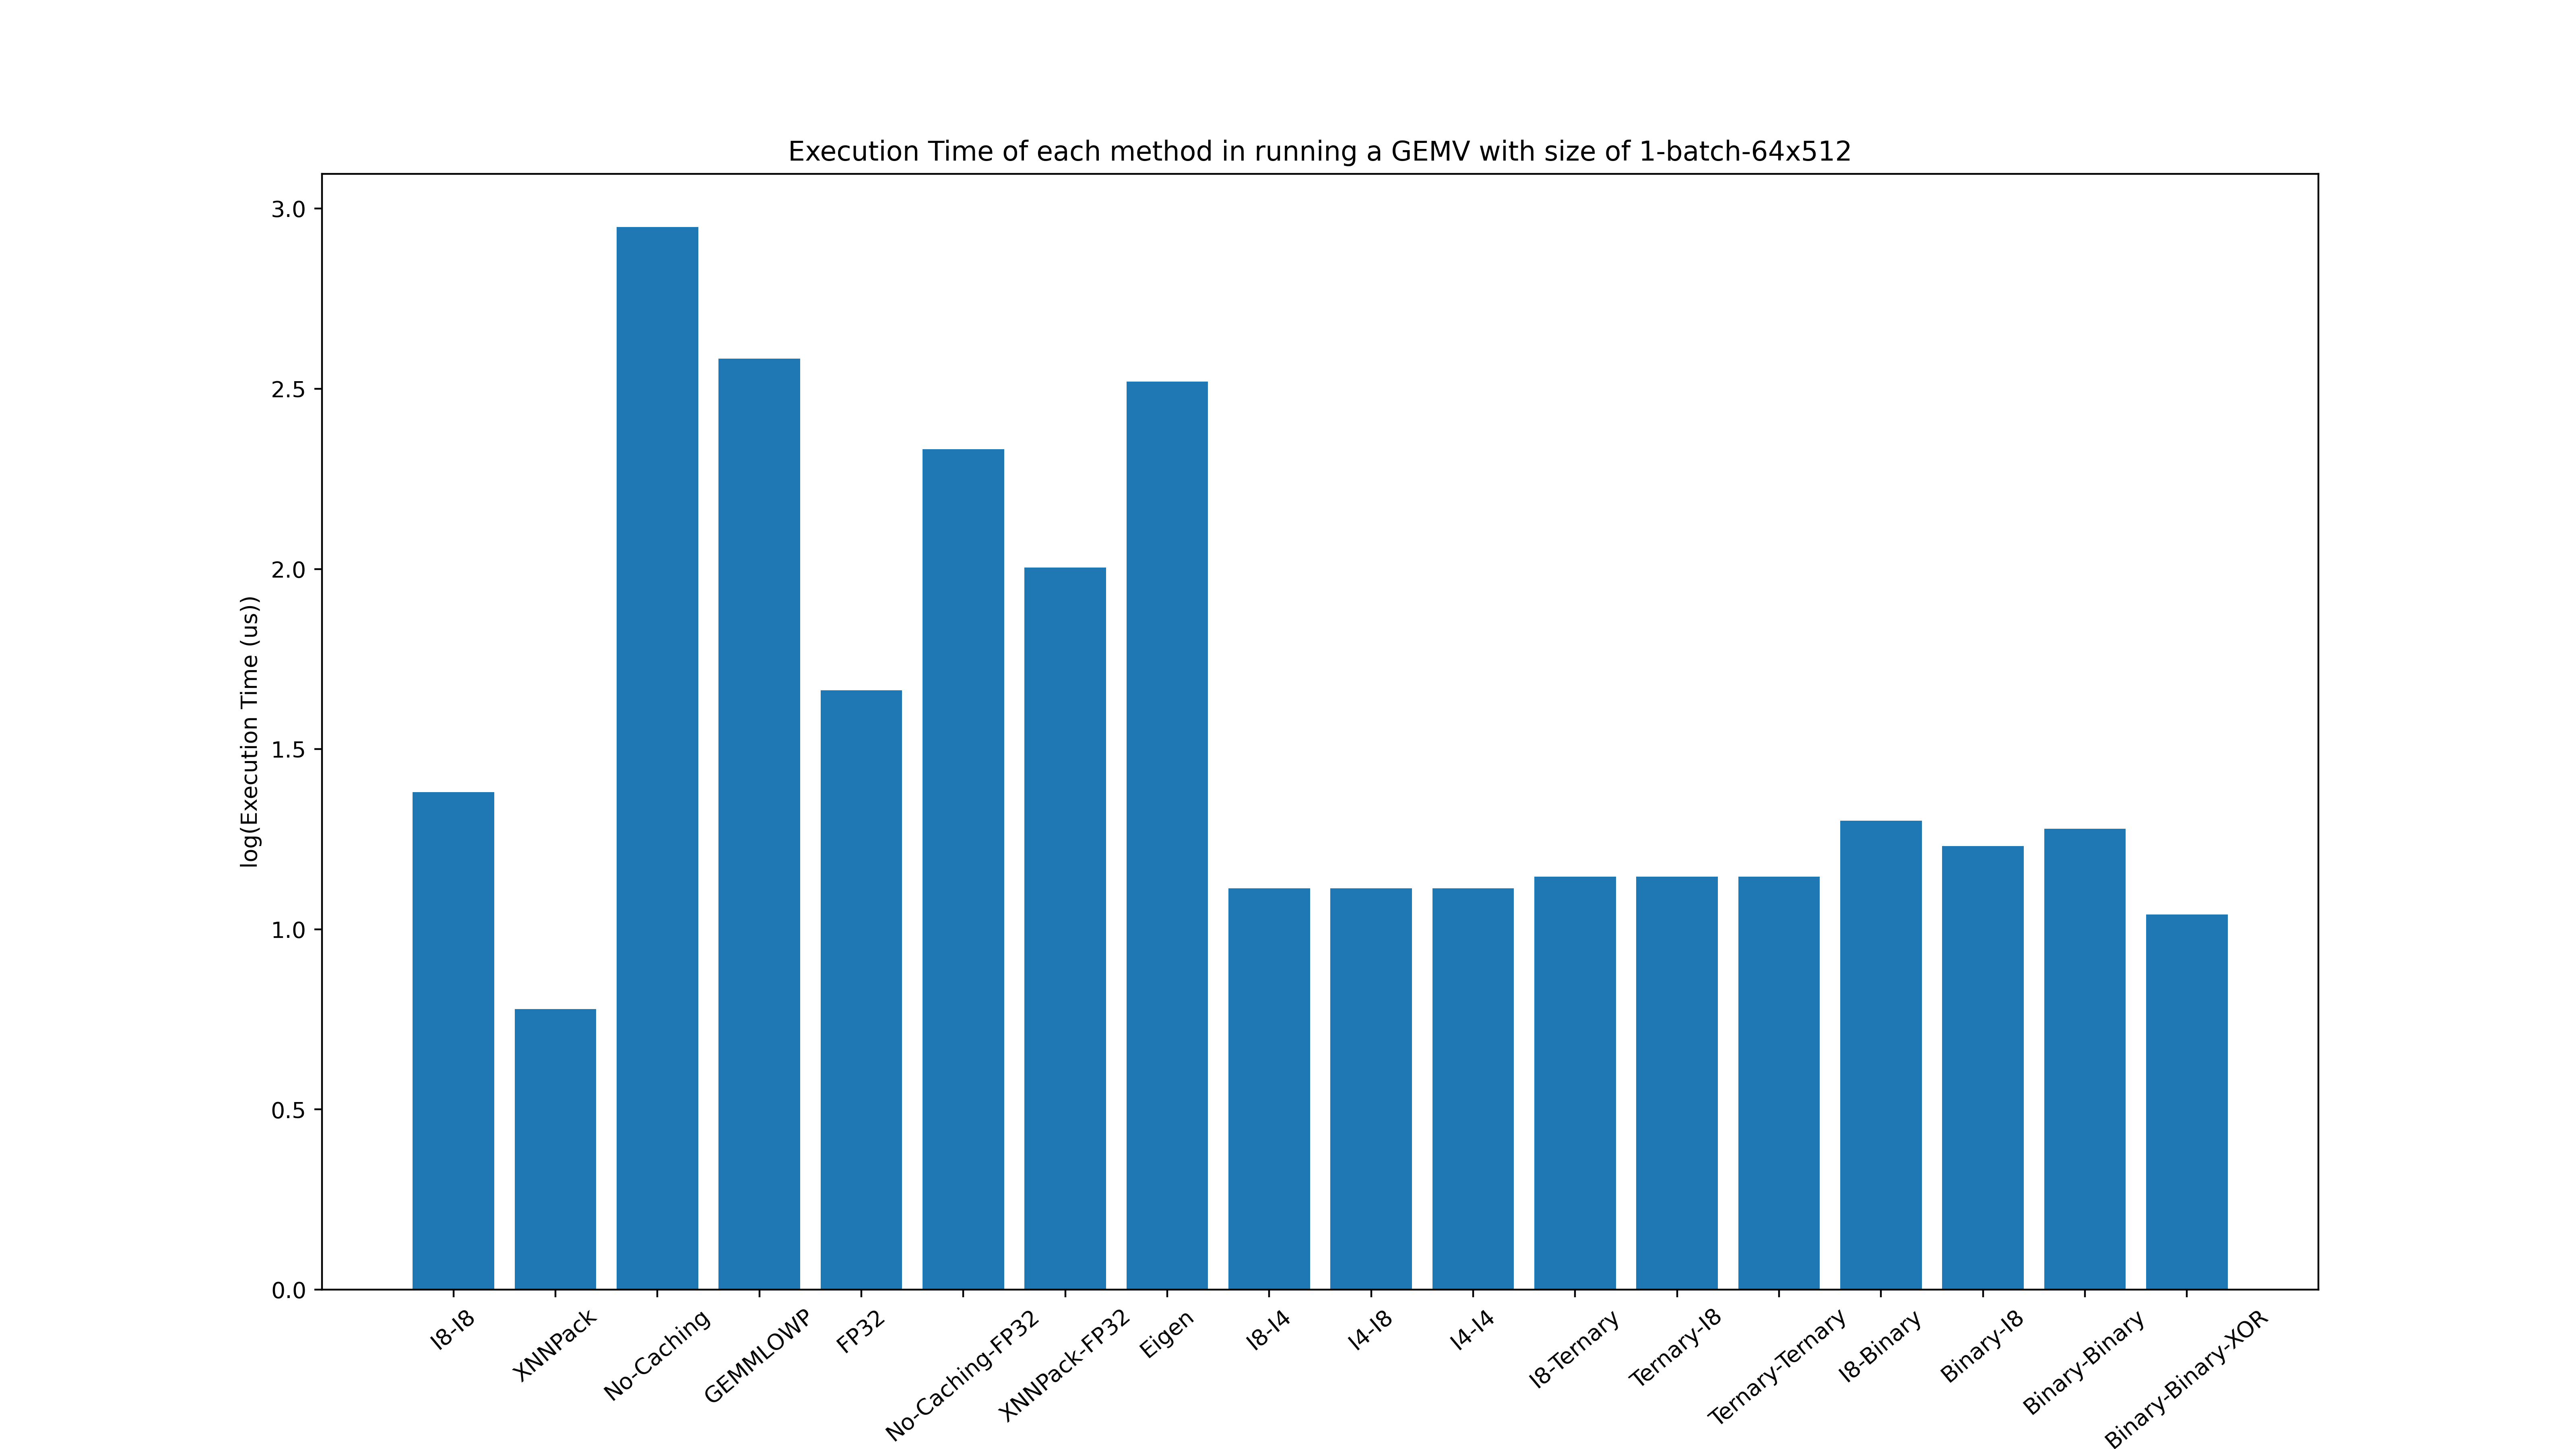 Execution Time of each method in running a GEMV with size of 1-batch-64x512
log(Execution Time (us))
3.0
2.5
2.0
1.5
1.0
0.5
0.0
I8-I8
XNNPack
No-Caching
GEMMLOWP
FP32
No-Caching-FP32
XNNPack-FP32
Eigen
I8-I4
I4-I8
I4-I4
I8-Ternary
Ternary-I8
Ternary-Ternary
I8-Binary
Binary-I8
Binary-Binary
Binary-Binary-XOR